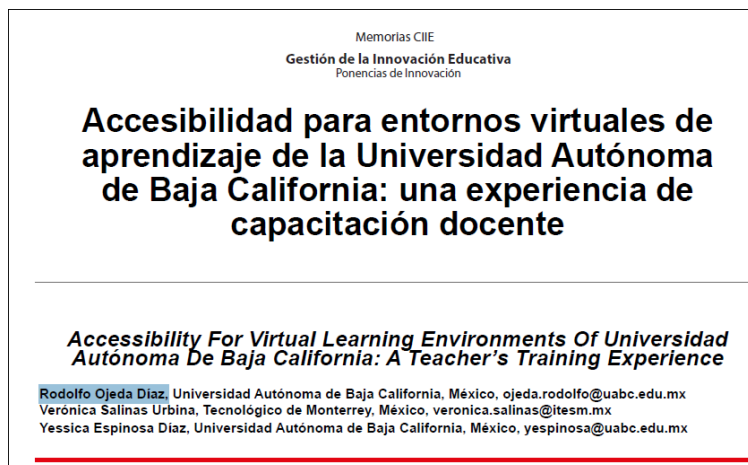 Memorias CIIE
Gestión de la Innovación Educativa
Ponencias de Innovación
Accesibilidad para entornos virtuales de
aprendizaje de la Universidad Autónoma
de Baja California: una experiencia de
capacitación docente
Accessibility For Virtual Learning Environments Of Universidad
Autónoma De Baja California: A Teacher's Training Experience
Rodolfo Ojeda Díaz, Universidad Autónoma de Baja California, México, ojeda.rodolfo@uabc.edu.mx
Verónica Salinas Urbina, Tecnológico de Monterrey, México, veronica.salinas@itesm.mx
Yessica Espinosa Díaz, Universidad Autónoma de Baja California, México, yespinosa@uabc.edu.mx